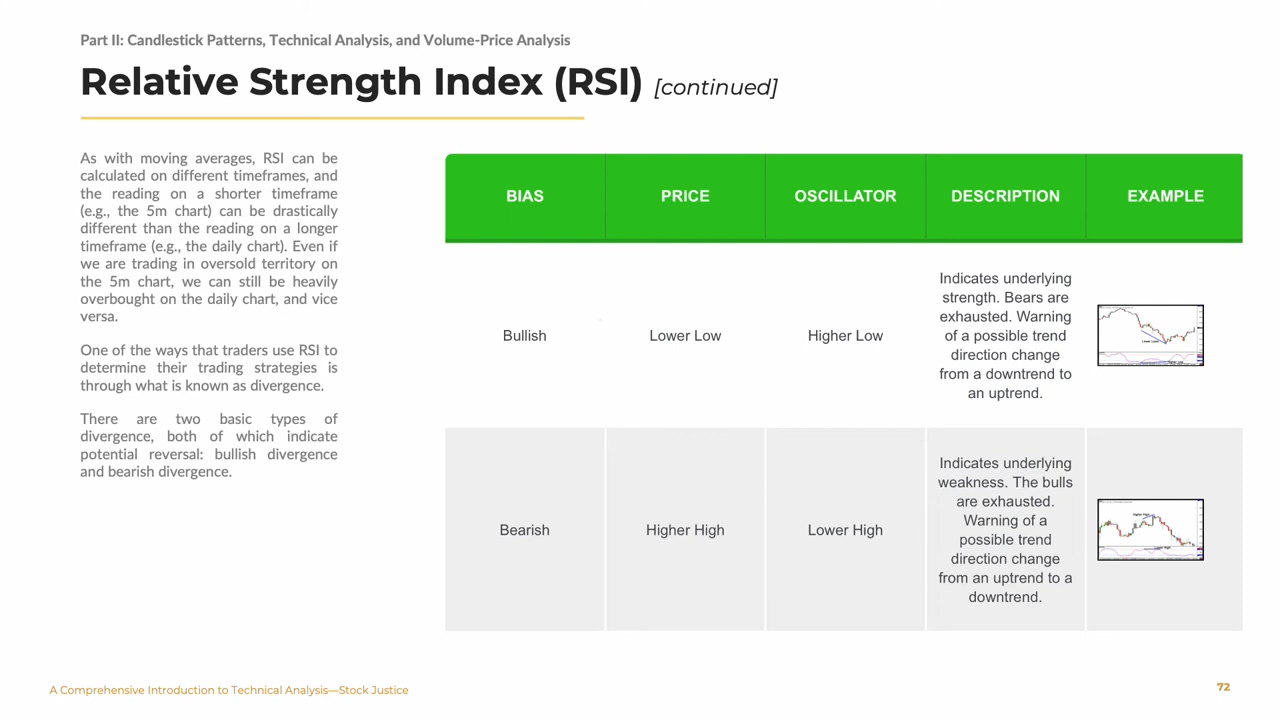 Part II: Candlestick Patterns, Technical Analysis, and Volume-Price Analysis
Relative Strength Index (RSI) [continued]
As with moving averages, RSI can be
calculated on different timeframes, and
the reading on a shorter timeframe
(e.g., the 5m chart) can be drastically
different than the reading on a longer
timeframe (e.g., the daily chart). Even if
we are trading in oversold territory on
the 5m chart, we can still be heavily
overbought on the daily chart, and vice
versa.
One of the ways that traders use RSI to
determine their trading strategies is
through what is known as divergence.
There are two basic types of
divergence, both of which indicate
potential reversal: bullish divergence
and bearish divergence.
BIAS PRICE OSCILLATOR DESCRIPTION EXAMPLE
Bullish
Lower Low
Higher Low
Indicates underlying
strength. Bears are
exhausted. Warning
of a possible trend
direction change
from a downtrend to
an uptrend.
Lower Low
Higher Low
Bearish
Higher High
Lower High
Indicates underlying
weakness. The bulls
are exhausted.
Warning of a
possible trend
direction change
from an uptrend to a
downtrend.
Higher High
Lower High
A Comprehensive Introduction to Technical Analysis—Stock Justice
72